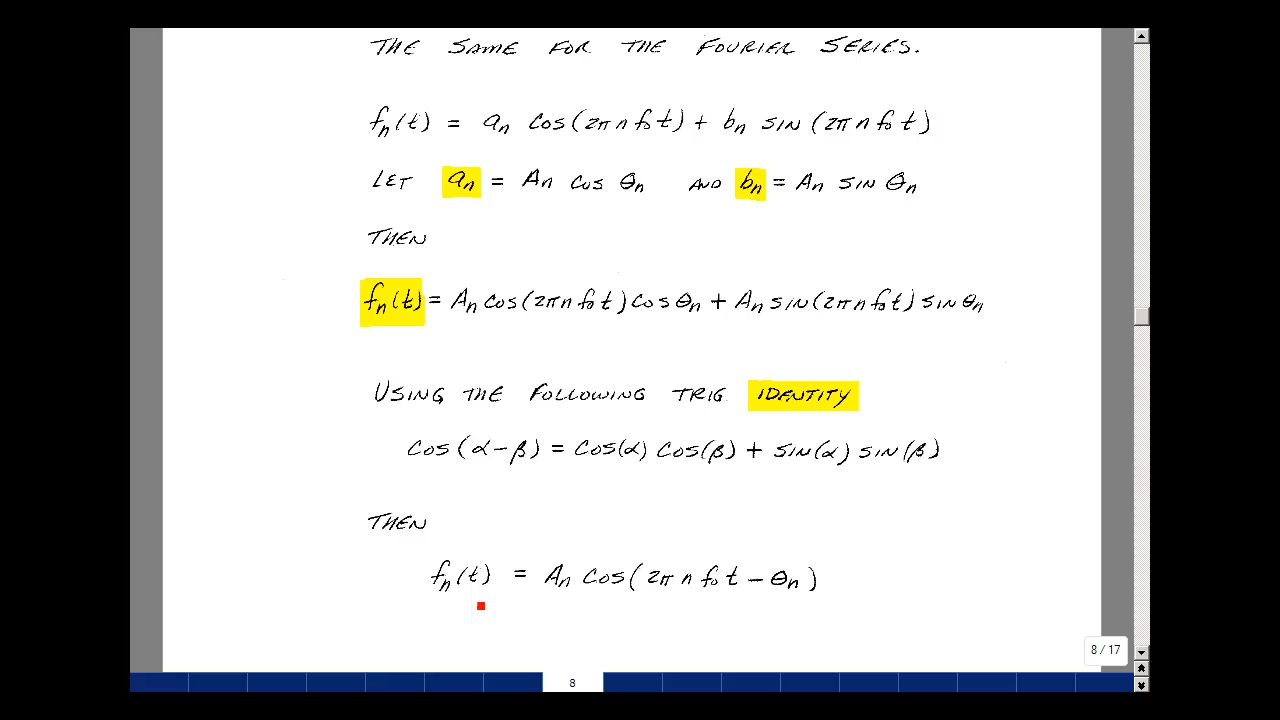 THE SAME FOR THE FOURIER SERIES.
fn(t) = an cos(2π n f0 t) + bn sin(2π n f0 t)
LET an = An cos θn AND bn = An sin θn
THEN
fn(t) = An cos(2π n f0 t) cos θn + An sin(2π n f0 t) sin θn
USING THE FOLLOWING TRIG. IDENTITY
cos(α-β) = cos(α) cos(β) + sin(α) sin(β)
THEN
fn(t) = An cos(2π n f0 t - θn)
8 / 17
8